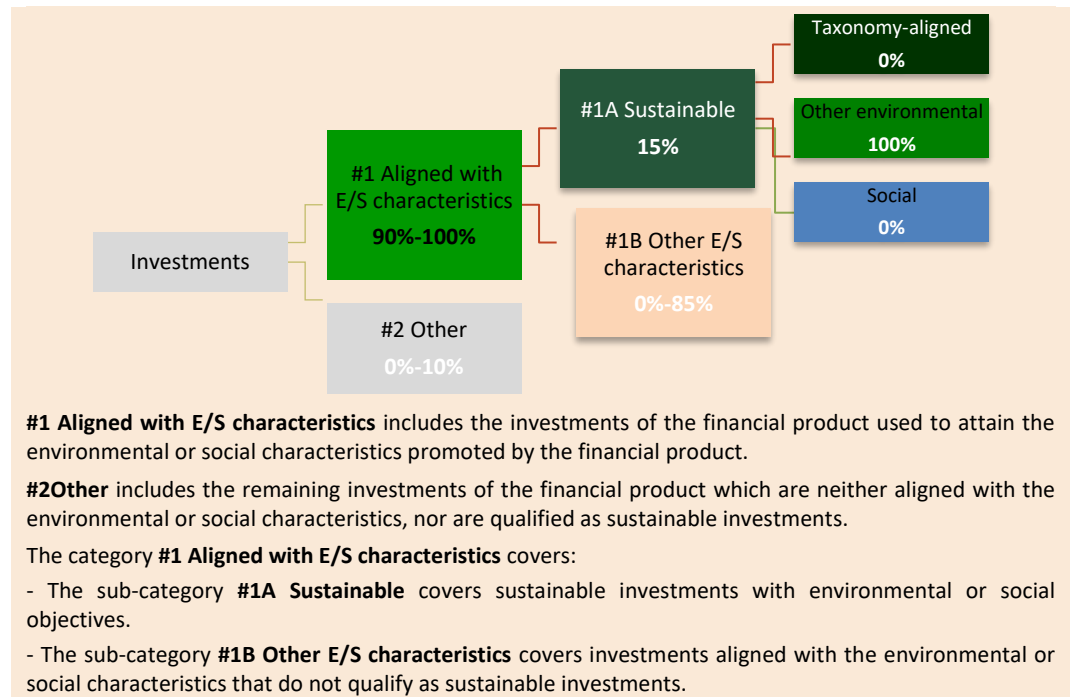 Taxonomy-aligned
0%
#1A Sustainable
15%
Other environmental
100%
#1 Aligned with
E/S characteristics
90%-100%
Social
0%
#1B Other E/S
characteristics
0%-85%
Investments
#2 Other
0%-10%
#1 Aligned with E/S characteristics includes the investments of the financial product used to attain the
environmental or social characteristics promoted by the financial product.
#2Other includes the remaining investments of the financial product which are neither aligned with the
environmental or social characteristics, nor are qualified as sustainable investments.
The category #1 Aligned with E/S characteristics covers:
- The sub-category #1A Sustainable covers sustainable investments with environmental or social
objectives.
- The sub-category #1B Other E/S characteristics covers investments aligned with the environmental or
social characteristics that do not qualify as sustainable investments.